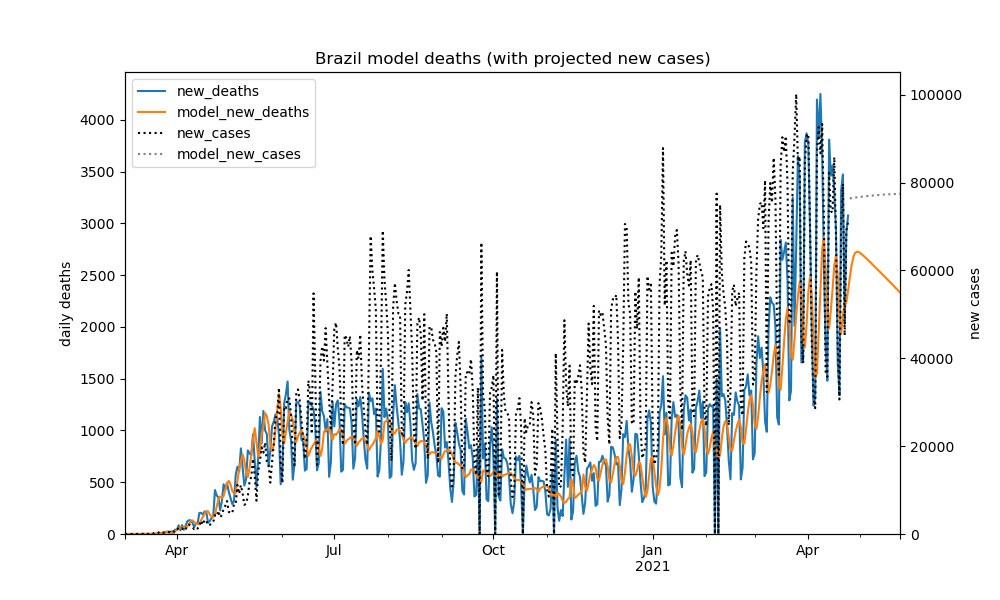 Brazil model deaths (with projected new cases)
new_deaths
model_new_deaths
new_cases
model_new_cases
daily deaths
4000
3500
3000
2500
2000
1500
1000
500
0
100000
80000
60000
40000
20000
0
new cases
Apr
Jul
Oct
Jan
2021
Apr